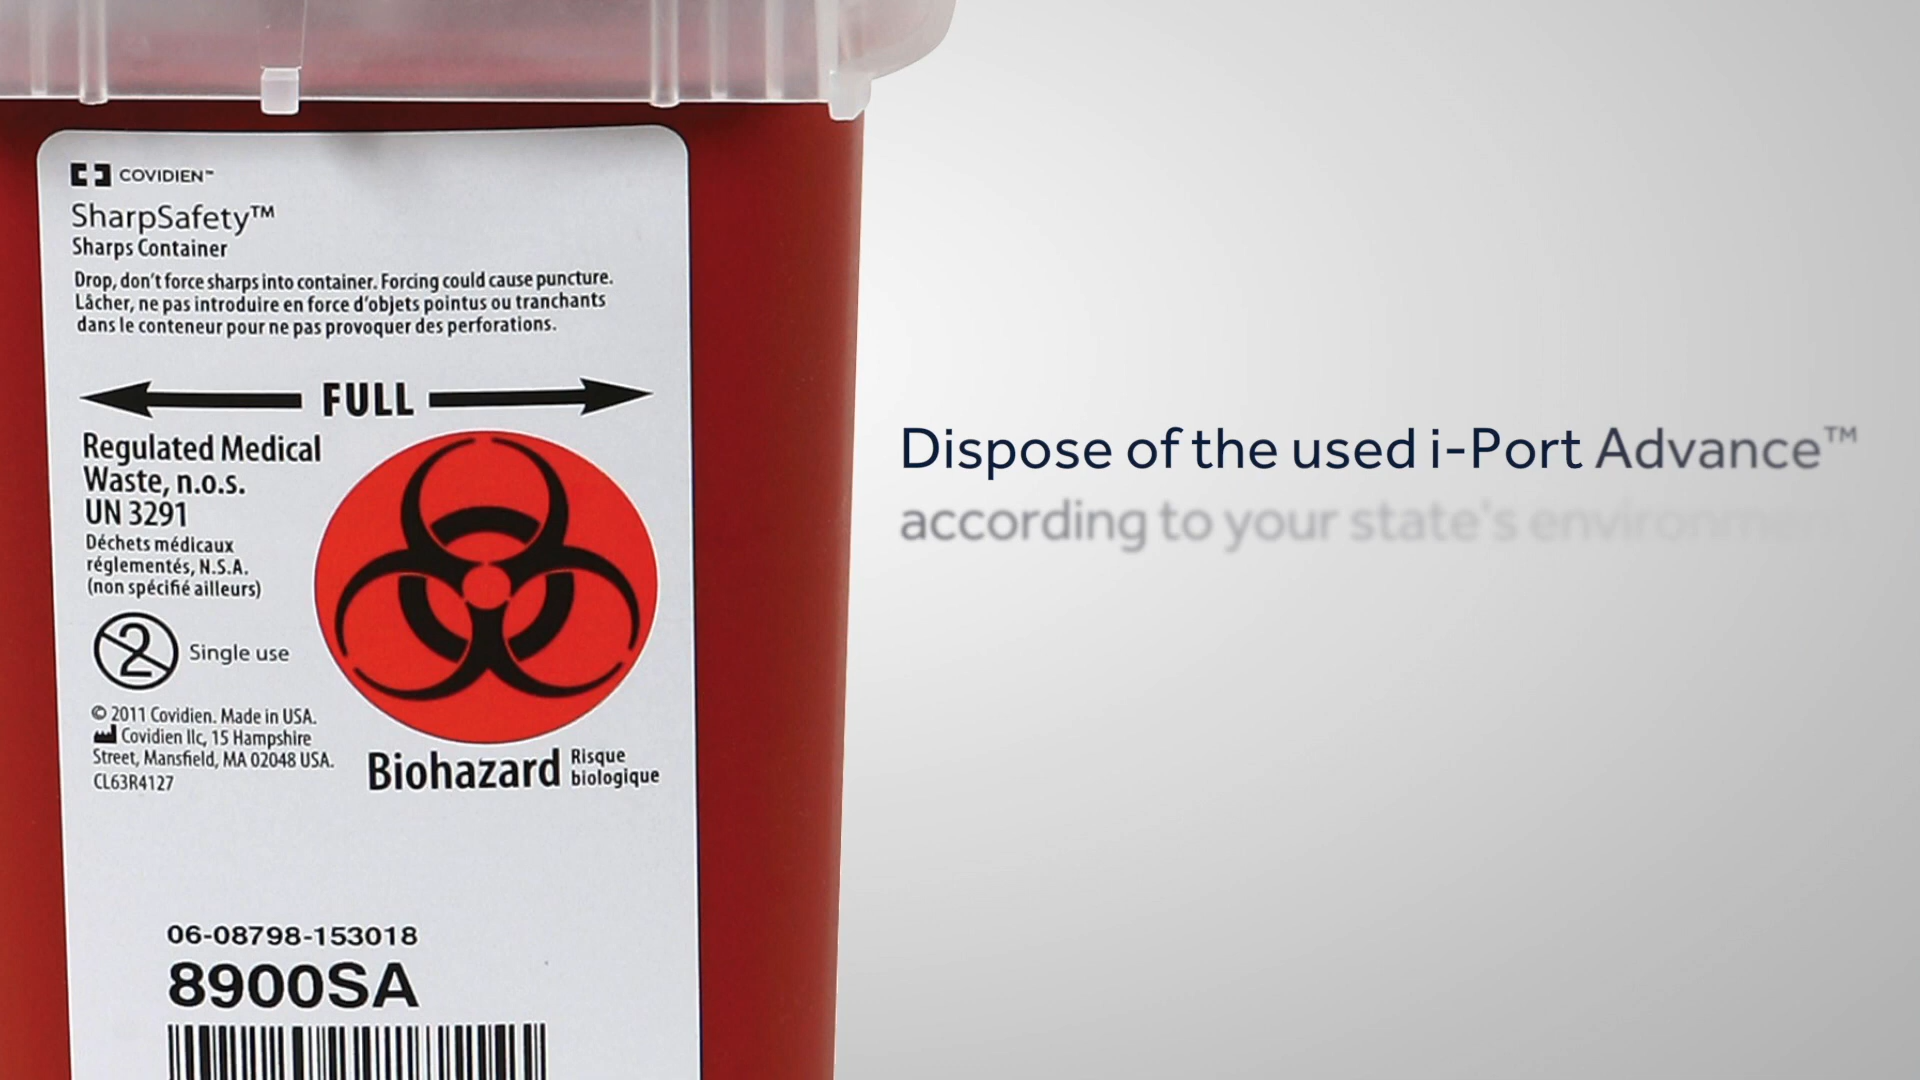 COVIDIEN™
SharpSafety™
Sharps Container
Drop, don't force sharps into container. Forcing could cause puncture.
Lâcher, ne pas introduire en force d'objets pointus ou tranchants
dans le conteneur pour ne pas provoquer des perforations.
FULL
Regulated Medical
Waste, n.o.s.
UN 3291
Déchets médicaux
réglementés, N.S.A.
(non spécifié ailleurs)
2
Single use
© 2011 Covidien. Made in USA.
Covidien llc, 15 Hampshire
Street, Mansfield, MA 02048 USA.
CL63R4127
Biohazard Risque
biologique
06-08798-153018
8900SA
Dispose of the used i-Port Advance™
according to your state's